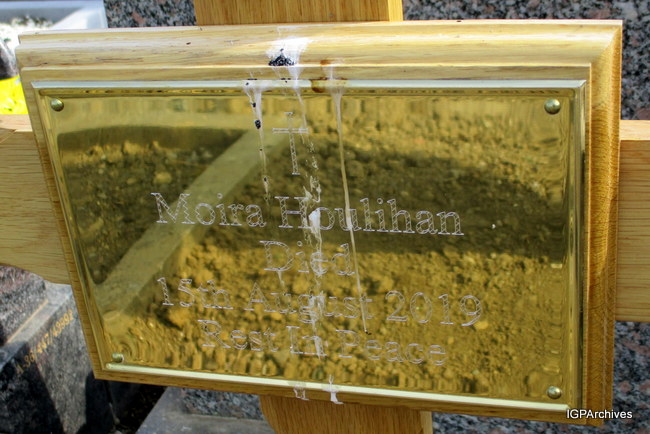 Moira Houlihan
Died
15th August 2019
Rest In Peace
IGPArchives